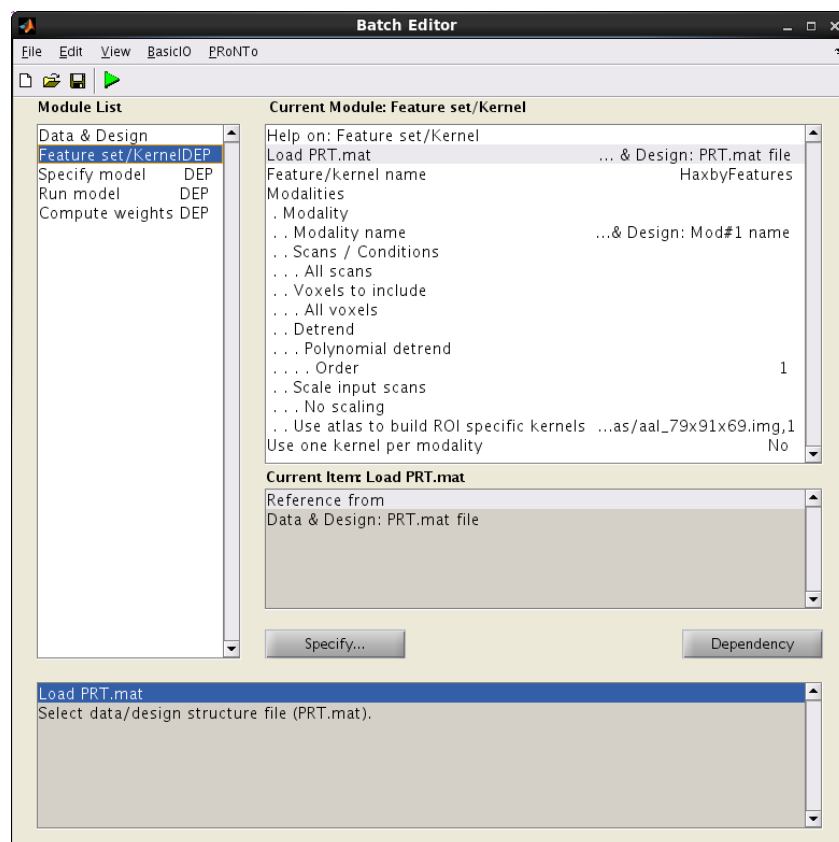 Batch Editor
File Edit View BasicIO PRoNTo
Module List
Current Module: Feature set/Kernel
Data & Design
Feature set/KernelDEP
Specify model DEP
Run model DEP
Compute weights DEP
Help on: Feature set/Kernel
Load PRT.mat ... & Design: PRT.mat file
Feature/kernel name HaxbyFeatures
Modalities
. Modality
. . Modality name ...& Design: Mod#1 name
. . Scans / Conditions
. . . All scans
. . Voxels to include
. . . All voxels
. . Detrend
. . . Polynomial detrend
. . . . Order 1
. . Scale input scans
. . . No scaling
. . Use atlas to build ROI specific kernels ...as/aal_79x91x69.img,1
Use one kernel per modality No
Current Item: Load PRT.mat
Reference from
Data & Design: PRT.mat file
Specify...
Dependency
Load PRT.mat
Select data/design structure file (PRT.mat).